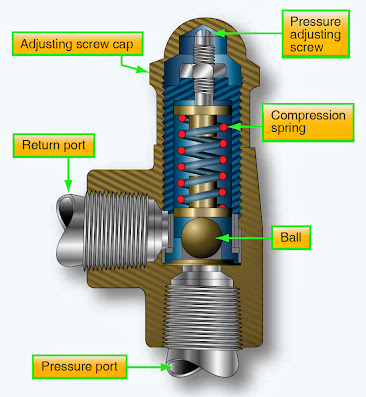 Pressure
adjusting
screw
Adjusting screw cap
Compression
spring
Return port
Ball
Pressure port